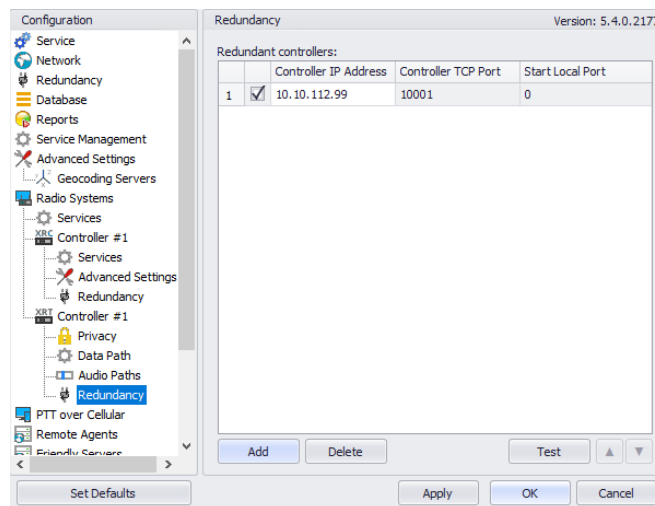 Configuration
Service
Network
Redundancy
Database
Reports
Service Management
Advanced Settings
Geocoding Servers
Radio Systems
Services
XRC Controller #1
Services
Advanced Settings
Redundancy
XRT Controller #1
Privacy
Data Path
Audio Paths
Redundancy
PTT over Cellular
Remote Agents
Friendly Servers
Set Defaults
Redundancy Version: 5.4.0.2177
Redundant controllers:
Controller IP Address Controller TCP Port Start Local Port
1 10.10.112.99 10001 0
Add Delete Test
Apply OK Cancel